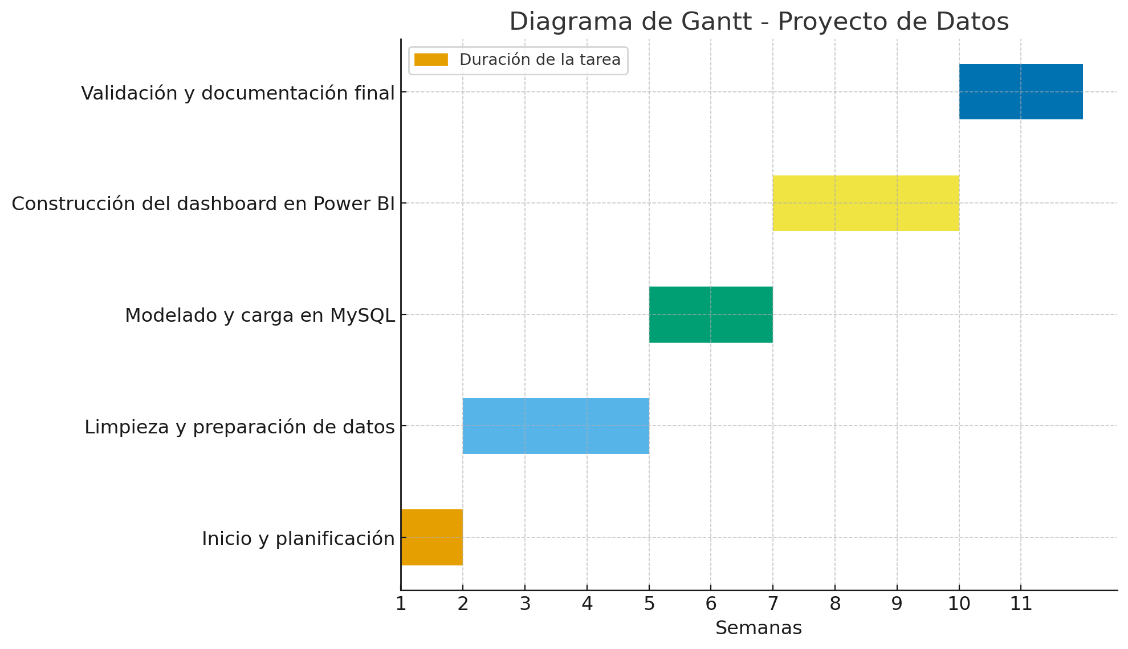 Diagrama de Gantt - Proyecto de Datos
Duración de la tarea
Validación y documentación final
Construcción del dashboard en Power BI
Modelado y carga en MySQL
Limpieza y preparación de datos
Inicio y planificación
1 2 3 4 5 6 7 8 9 10 11
Semanas